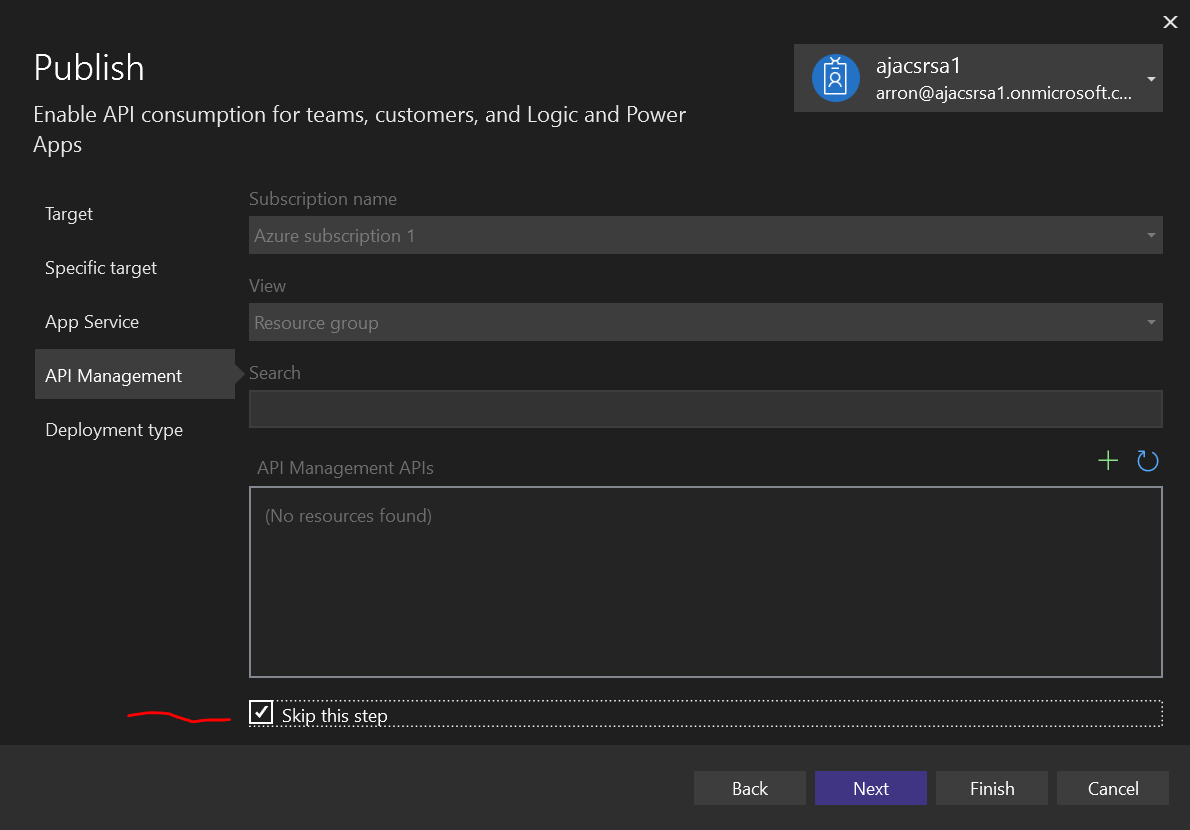 Publish
ajacsrsa1
arron@ajacsrsa1.onmicrosoft.c...
Enable API consumption for teams, customers, and Logic and Power
Apps
Target
Specific target
App Service
API Management
Deployment type
Subscription name
Azure subscription 1
View
Resource group
Search
API Management APIs
(No resources found)
Skip this step
Back
Next
Finish
Cancel